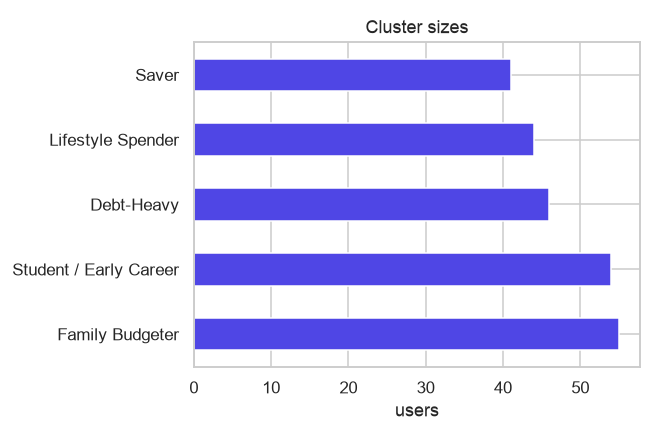 Cluster sizes
Saver
Lifestyle Spender
Debt-Heavy
Student / Early Career
Family Budgeter
0 10 20 30 40 50
users